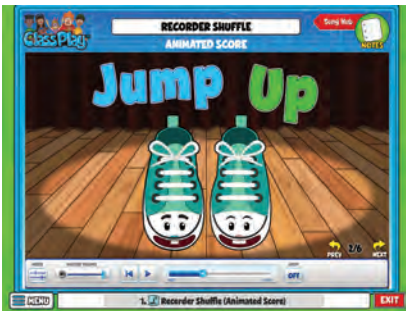 ClassPlay
RECORDER SHUFFLE
ANIMATED SCORE
Song Hub
NOTES
Jump Up
PREV
2/6
NEXT
OFF
MENU
1. Recorder Shuffle (Animated Score)
EXIT